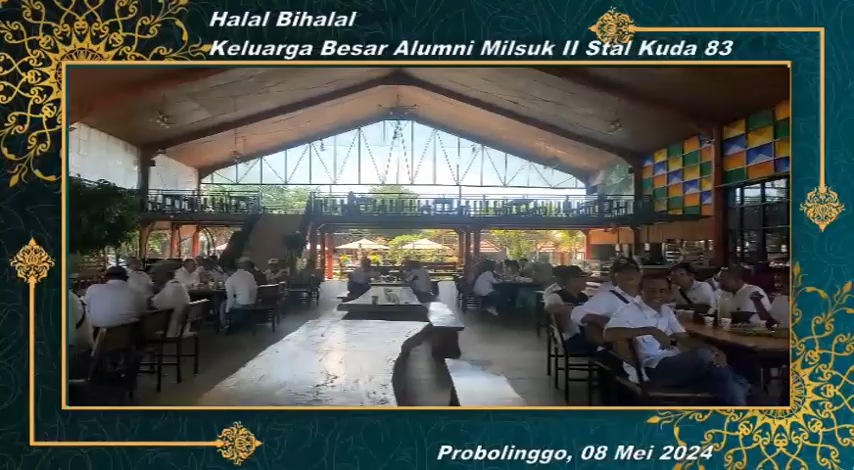 Halal Bihalal
Keluarga Besar Alumni Milsuk II Stal Kuda 83
Probolinggo, 08 Mei 2024